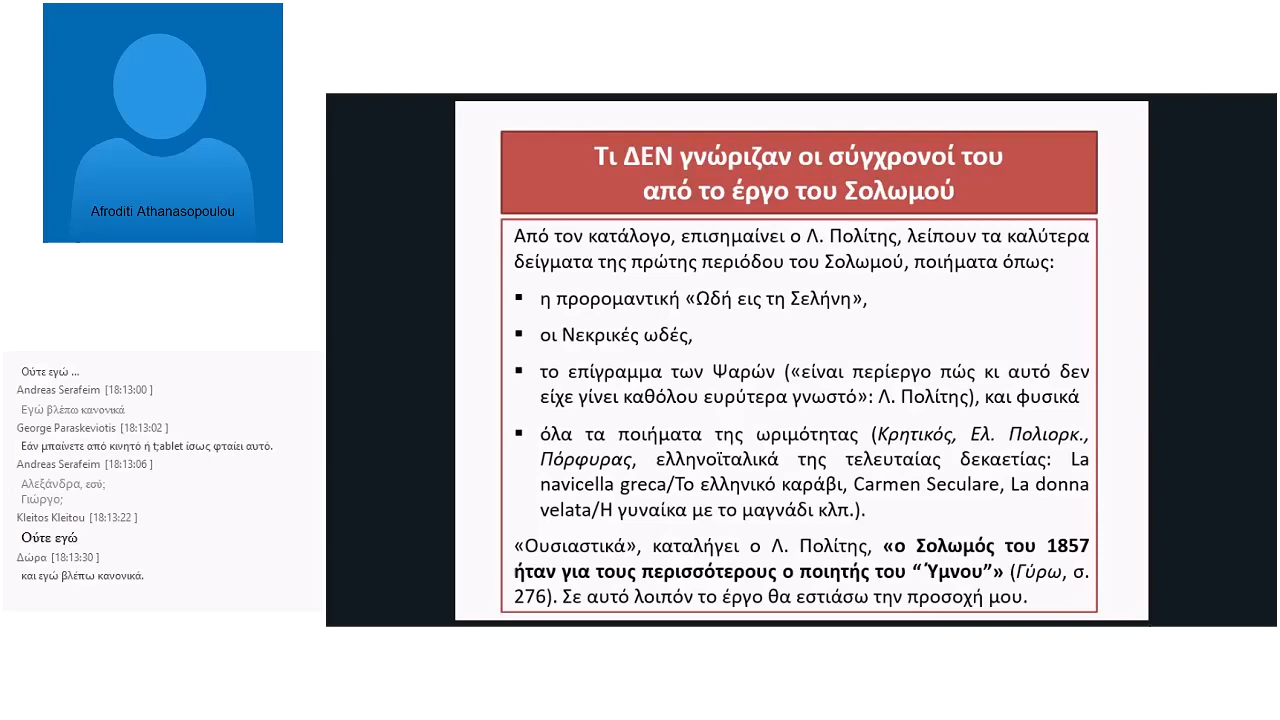 Afroditi Athanasopoulou
Ούτε εγώ ...
Andreas Serafeim [18:13:00 ]
Εγώ βλέπω κανονικά
George Paraskeviotis [18:13:02 ]
Εάν μπαίνετε από κινητό ή t;ablet ίσως φταίει αυτό.
Andreas Serafeim [18:13:06 ]
Αλεξάνδρα, εσύ;
Γιώργο;
Kleitos Kleitou [18:13:22 ]
Ούτε εγώ
Δώρα [18:13:30 ]
και εγώ βλέπω κανονικά.
Τι ΔΕΝ γνώριζαν οι σύγχρονοί του
από το έργο του Σολωμού
Από τον κατάλογο, επισημαίνει ο Λ. Πολίτης, λείπουν τα καλύτερα
δείγματα της πρώτης περιόδου του Σολωμού, ποιήματα όπως:
▪ η προρομαντική «Ωδή εις τη Σελήνη»,
▪ οι Νεκρικές ωδές,
▪ το επίγραμμα των Ψαρών («είναι περίεργο πώς κι αυτό δεν
είχε γίνει καθόλου ευρύτερα γνωστό»: Λ. Πολίτης), και φυσικά
▪ όλα τα ποιήματα της ωριμότητας (Κρητικός, Ελ. Πολιορκ.,
Πόρφυρας, ελληνοϊταλικά της τελευταίας δεκαετίας: La
navicella greca/Το ελληνικό καράβι, Carmen Seculare, La donna
velata/Η γυναίκα με το μαγνάδι κλπ.).
«Ουσιαστικά», καταλήγει ο Λ. Πολίτης, «ο Σολωμός του 1857
ήταν για τους περισσότερους ο ποιητής του “Ύμνου”» (Γύρω, σ.
276). Σε αυτό λοιπόν το έργο θα εστιάσω την προσοχή μου.